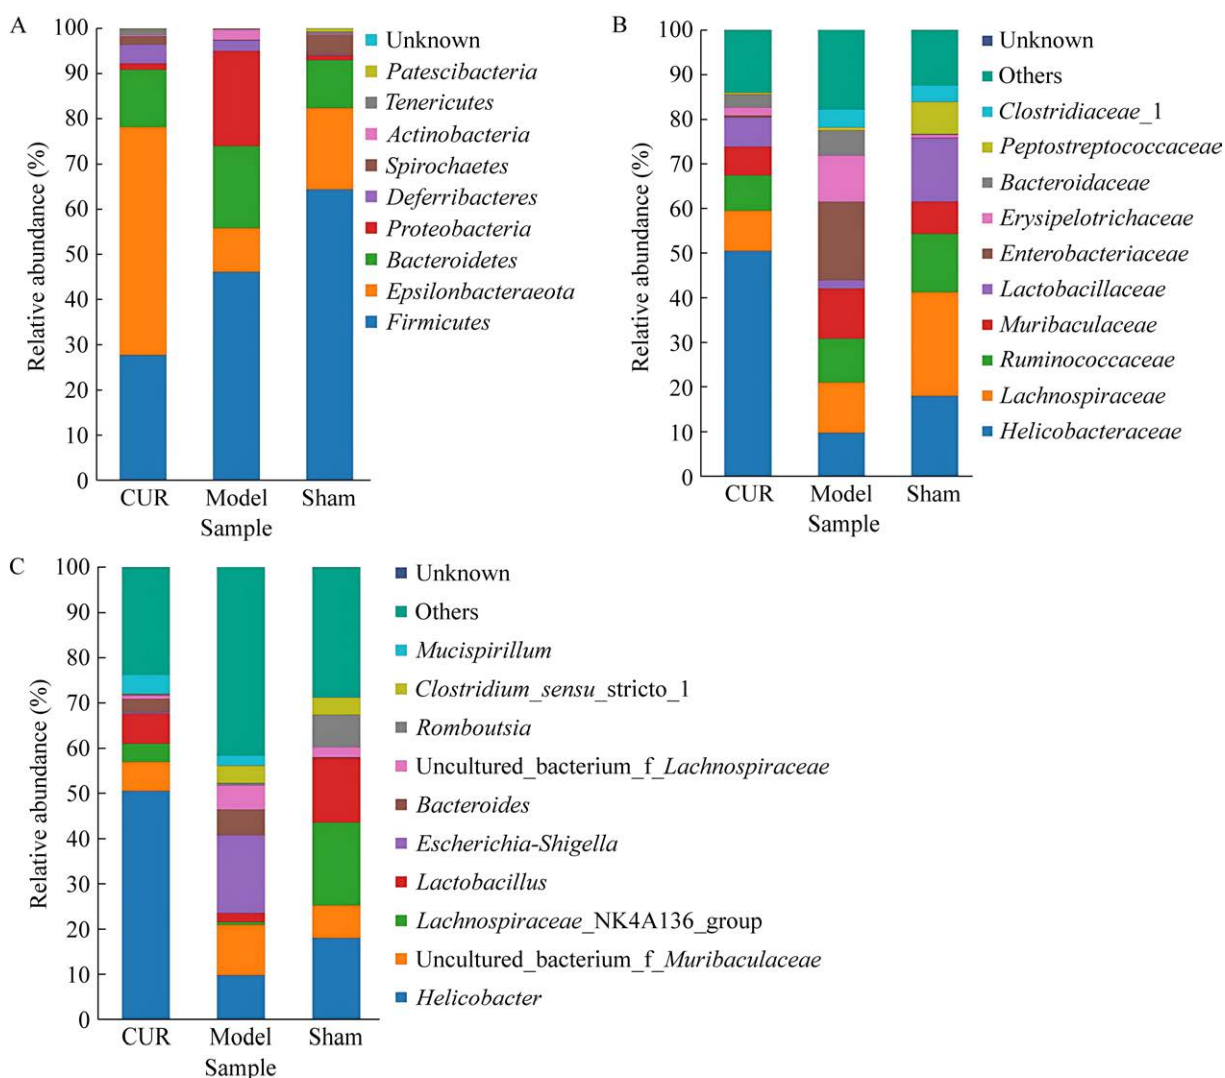 A
Relative abundance (%)
100
90
80
70
60
50
40
30
20
10
0
CUR
Model
Sham
Sample
Unknown
Patescibacteria
Tenericutes
Actinobacteria
Spirochaetes
Deferribacteres
Proteobacteria
Bacteroidetes
Epsilonbacteraeota
Firmicutes
B
Relative abundance (%)
100
90
80
70
60
50
40
30
20
10
0
CUR
Model
Sham
Sample
Unknown
Others
Clostridiaceae_1
Peptostreptococcaceae
Bacteroidaceae
Erysipelotrichaceae
Enterobacteriaceae
Lactobacillaceae
Muribaculaceae
Ruminococcaceae
Lachnospiraceae
Helicobacteraceae
C
Relative abundance (%)
100
90
80
70
60
50
40
30
20
10
0
CUR
Model
Sham
Sample
Unknown
Others
Mucispirillum
Clostridium_sensu_stricto_1
Romboutsia
Uncultured_bacterium_f_Lachnospiraceae
Bacteroides
Escherichia-Shigella
Lactobacillus
Lachnospiraceae_NK4A136_group
Uncultured_bacterium_f_Muribaculaceae
Helicobacter